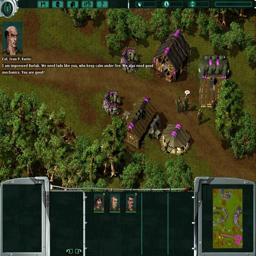 Col. Ivan P. Kurin:
I am impressed Burlak. We need lads like you, who keep calm under fire. We also need good
mechanics. You are good!